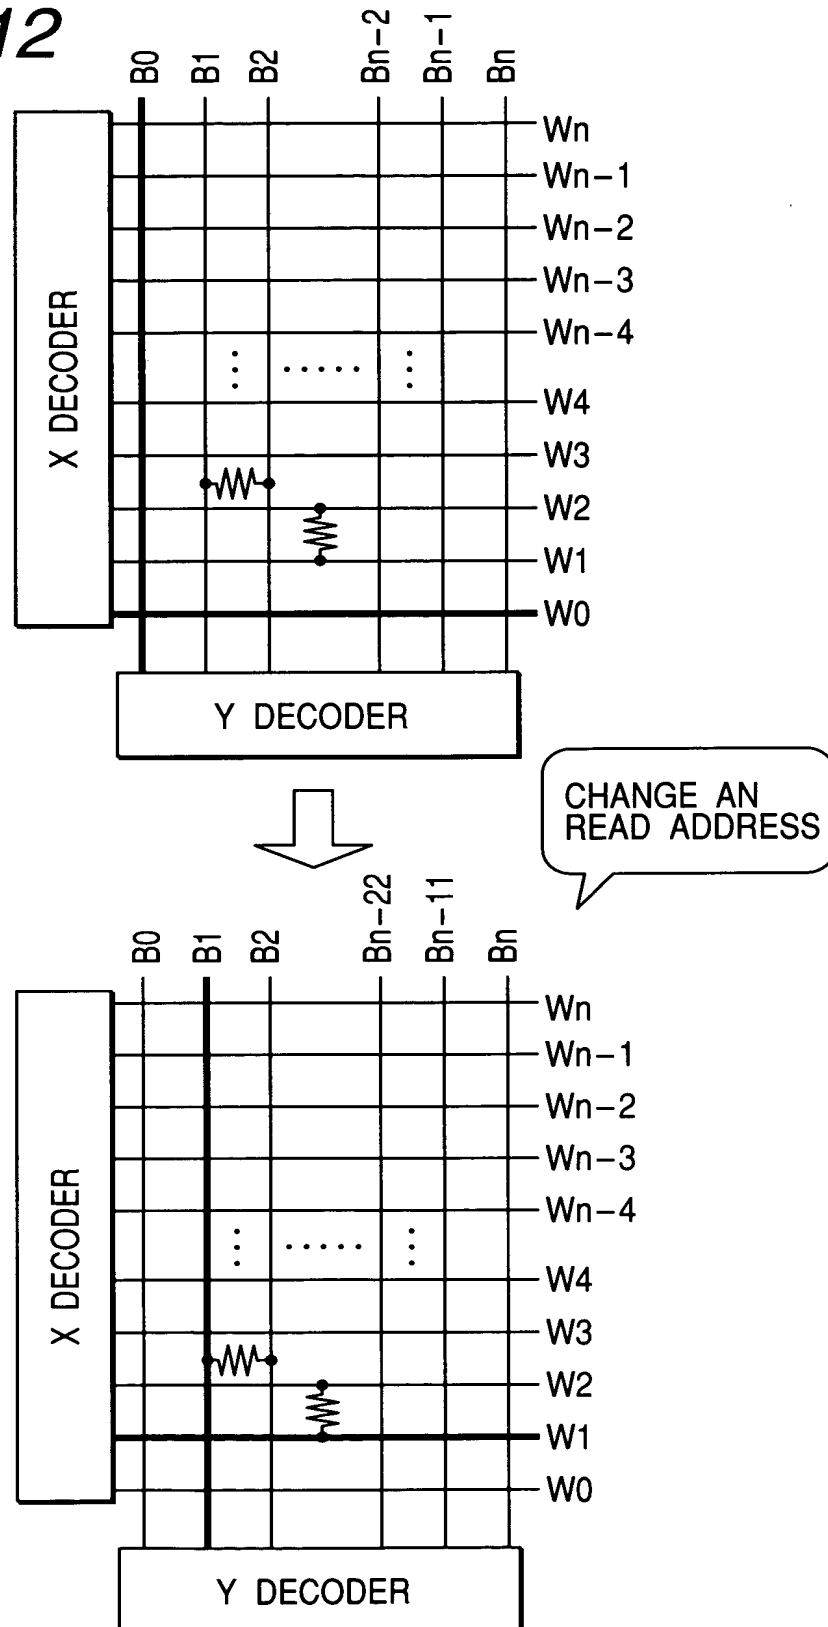 12
B0 B1 B2 Bn-2 Bn-1 Bn
X DECODER
Wn
Wn-1
Wn-2
Wn-3
Wn-4
W4
W3
W2
W1
W0
Y DECODER
CHANGE AN
READ ADDRESS
B0 B1 B2 Bn-22 Bn-11 Bn
X DECODER
Wn
Wn-1
Wn-2
Wn-3
Wn-4
W4
W3
W2
W1
W0
Y DECODER